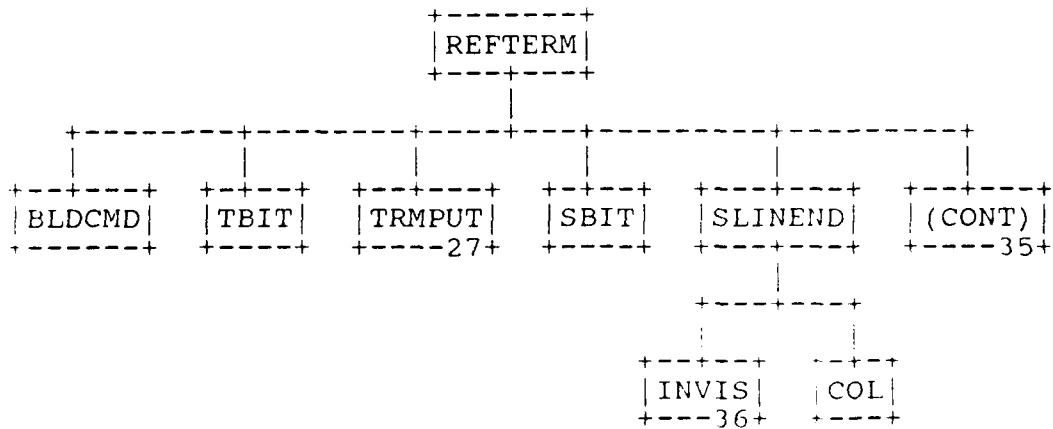 REFTERM
BLDCMD TBIT TRMPUT SBIT SLINEND (CONT)
27 35
INVIS COL
36